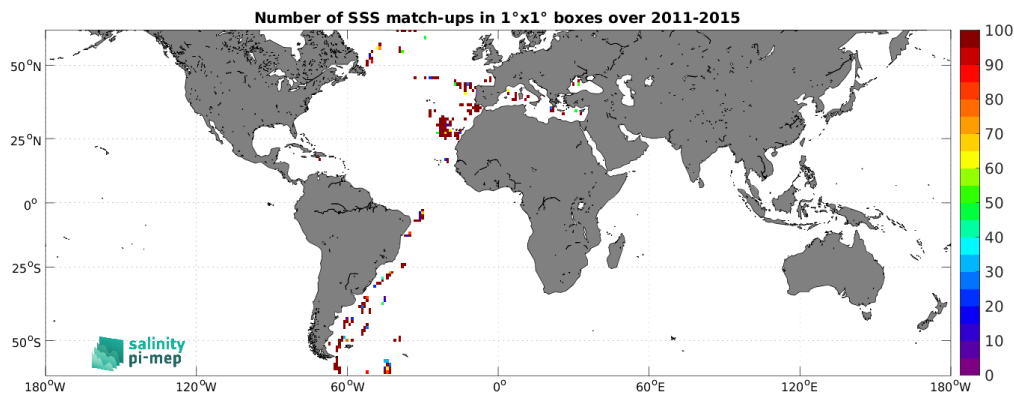 Number of SSS match-ups in 1°x1° boxes over 2011-2015
50°N
25°N
0°
25°S
50°S
180°W
120°W
60°W
0°
60°E
120°E
180°W
100
90
80
70
60
50
40
30
20
10
0
salinity
pi-mep